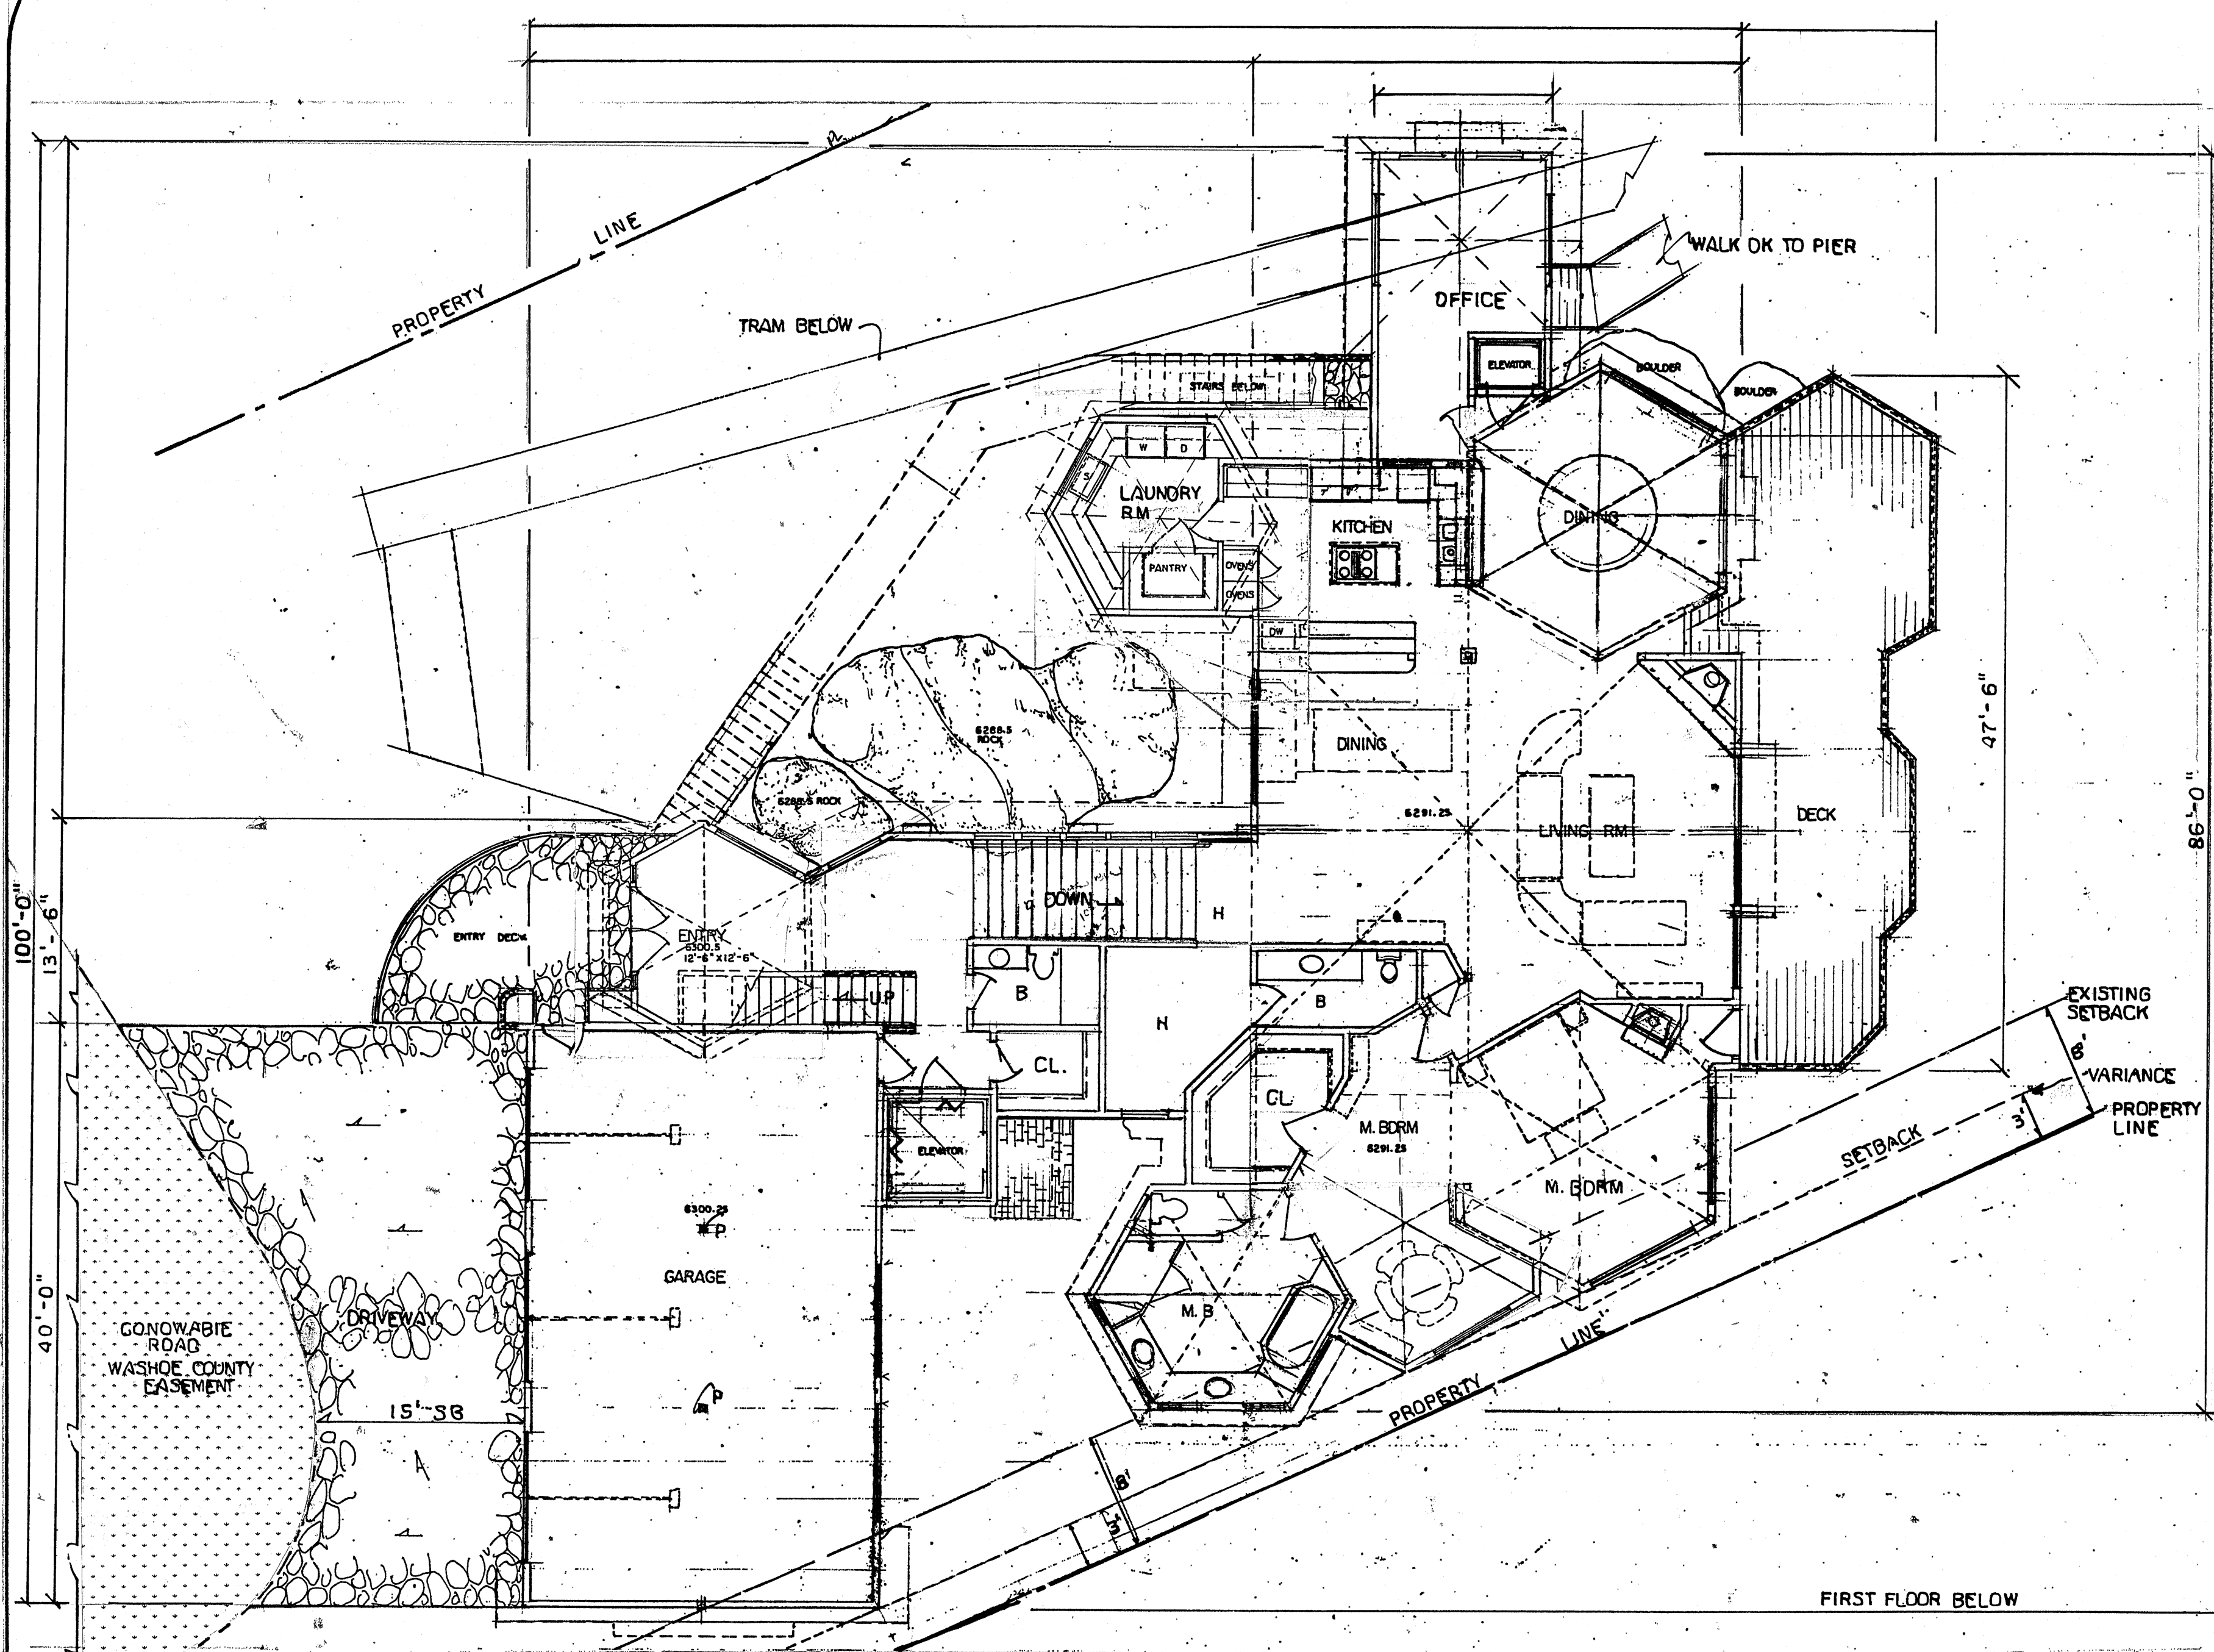 PROPERTY LINE
WALK OK TO PIER
OFFICE
TRAM BELOW
ELEVATOR
BOULDER
BOULDER
STAIRS BELOW
W
D
S
LAUNDRY
RM
KITCHEN
DINING
PANTRY
OVENS
OVENS
DW
6288.5
ROCK
DINING
47'-6"
6288.5 ROCK
6291.25
LIVING RM
DECK
86'-0"
100'-0"
13'-6"
DOWN
H
ENTRY DECK
ENTRY
6300.5
12'-6" X12'-6"
UP
B
B
H
EXISTING
SETBACK
8'
VARIANCE
PROPERTY
LINE
3'
CL.
CL
M. BDRM
6291.25
SETBACK
ELEVATOR
M. BDRM
6300.25
P
GARAGE
40'-0"
DRIVEWAY
GONOWABIE
ROAD
WASHOE COUNTY
EASEMENT
M. B
LINE
PROPERTY
P
15'-SB
8'
3'
FIRST FLOOR BELOW